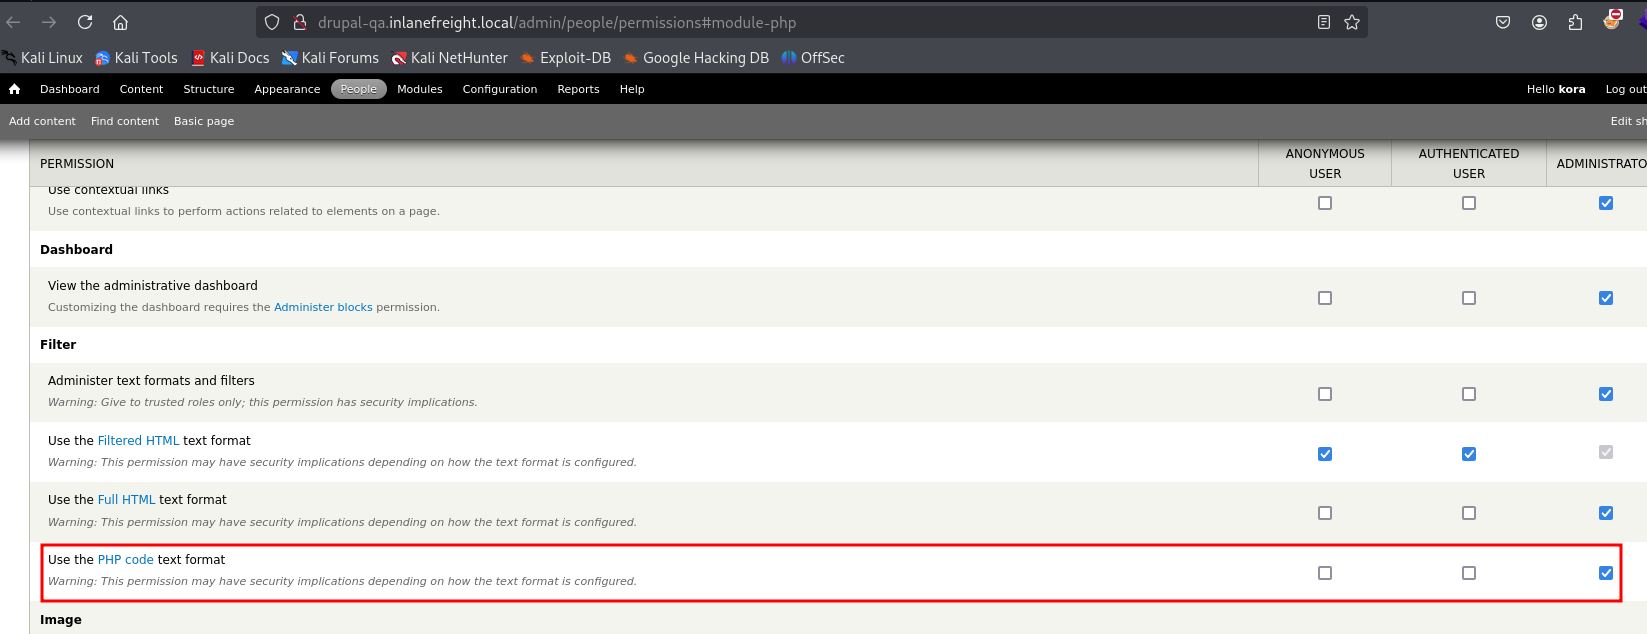 drupal-qa.inlanefreight.local/admin/people/permissions#module-php
Kali Linux Kali Tools Kali Docs Kali Forums Kali NetHunter Exploit-DB Google Hacking DB OffSec
Dashboard Content Structure Appearance People Modules Configuration Reports Help Hello kora Log out
Add content Find content Basic page Edit sh
PERMISSION ANONYMOUS USER AUTHENTICATED USER ADMINISTRATO
Use contextual links
Use contextual links to perform actions related to elements on a page.
Dashboard
View the administrative dashboard
Customizing the dashboard requires the Administer blocks permission.
Filter
Administer text formats and filters
Warning: Give to trusted roles only; this permission has security implications.
Use the Filtered HTML text format
Warning: This permission may have security implications depending on how the text format is configured.
Use the Full HTML text format
Warning: This permission may have security implications depending on how the text format is configured.
Use the PHP code text format
Warning: This permission may have security implications depending on how the text format is configured.
Image